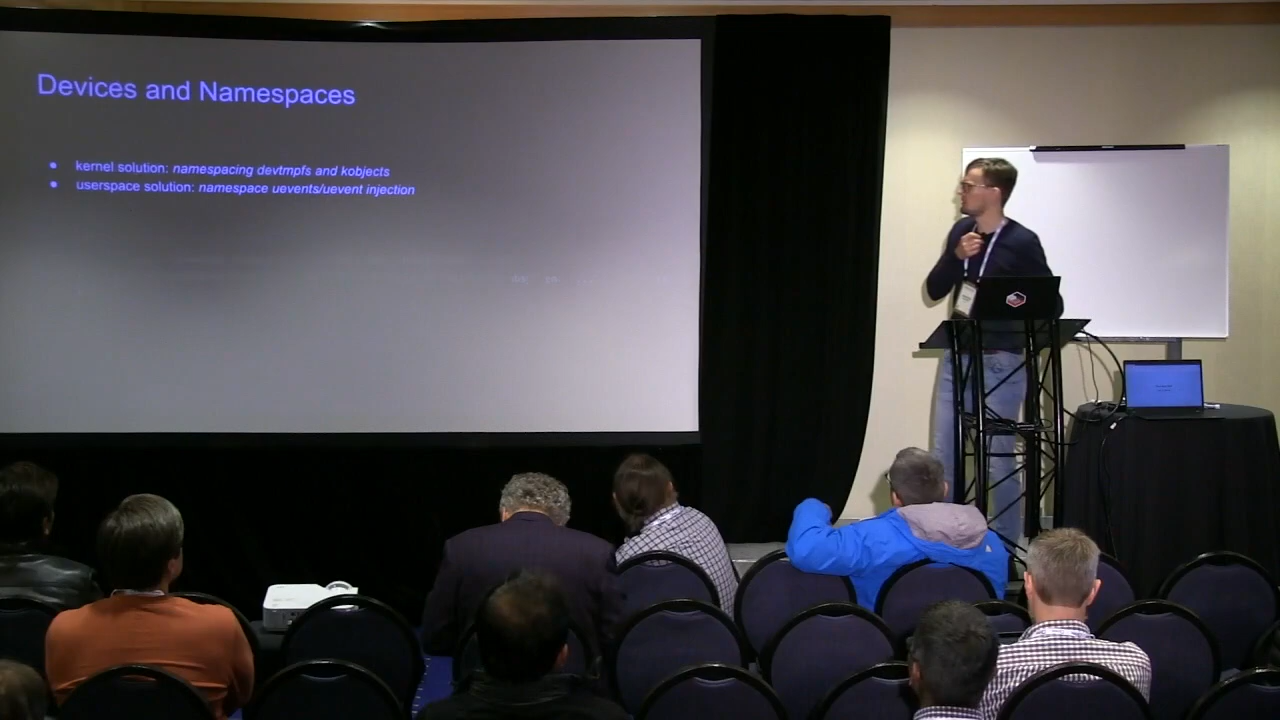 Devices and Namespaces
● kernel solution: namespacing devtmpfs and kobjects
● userspace solution: namespace uevents/uevent injection